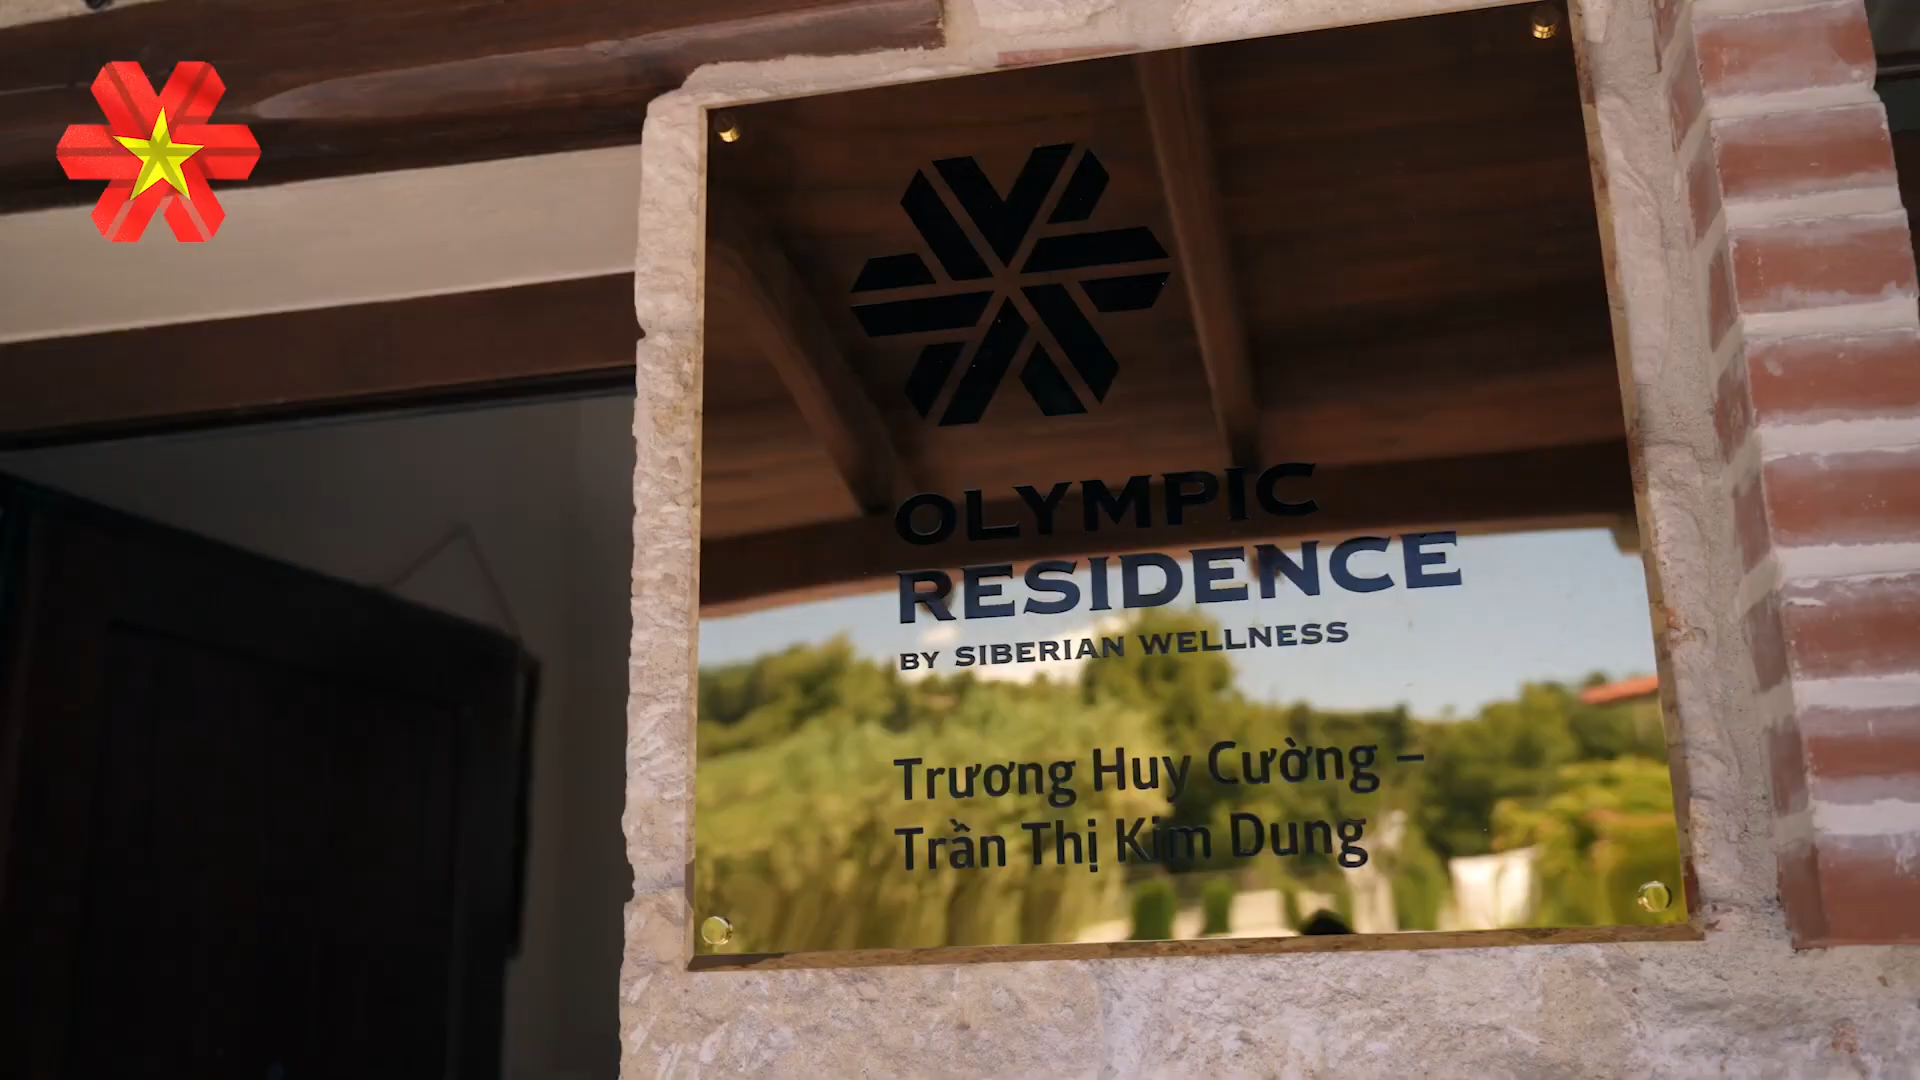 OLYMPIC
RESIDENCE
BY SIBERIAN WELLNESS
Trương Huy Cường –
Trần Thị Kim Dung